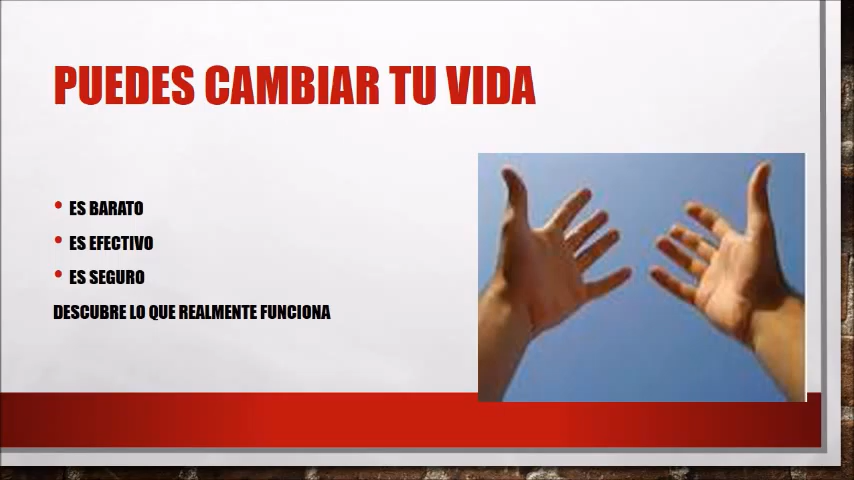 PUEDES CAMBIAR TU VIDA
• ES BARATO
• ES EFECTIVO
• ES SEGURO
DESCUBRE LO QUE REALMENTE FUNCIONA